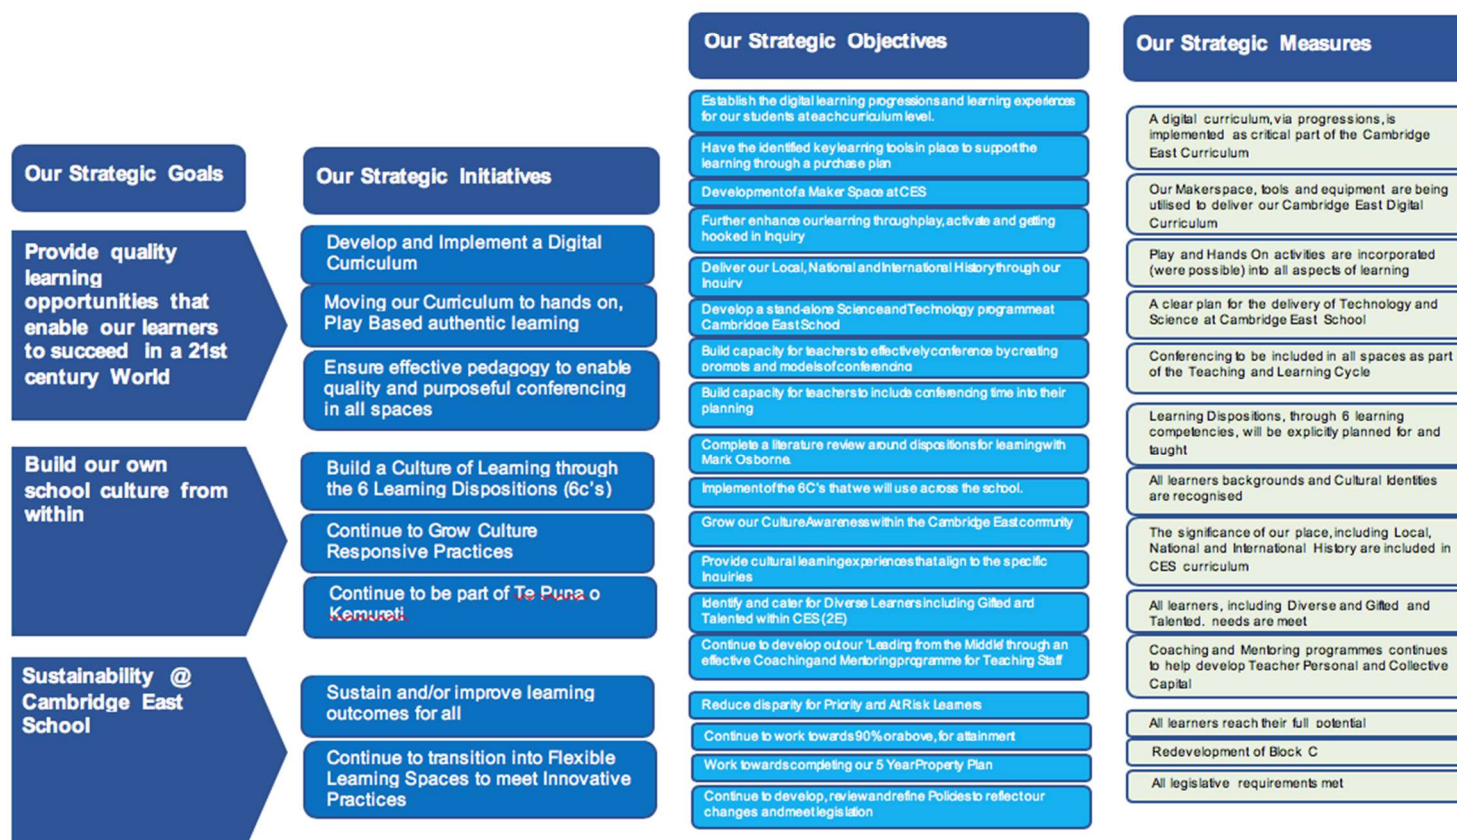 Our Strategic Goals
Provide quality
learning
opportunities that
enable our learners
to succeed in a 21st
century World
Build our own
school culture from
within
Sustainability @
Cambridge East
School
Our Strategic Initiatives
Develop and Implement a Digital
Curriculum
Moving our Curriculum to hands on,
Play Based authentic learning
Ensure effective pedagogy to enable
quality and purposeful conferencing
in all spaces
Build a Culture of Learning through
the 6 Learning Dispositions (6c's)
Continue to Grow Culture
Responsive Practices
Continue to be part of Te Puna o
Kemureti
Sustain and/or improve learning
outcomes for all
Continue to transition into Flexible
Learning Spaces to meet Innovative
Practices
Our Strategic Objectives
Establish the digital learning progressions and learning experiences
for our students at each curriculum level.
Have the identified key learning tools in place to support the
learning through a purchase plan
Development of a Maker Space at CES
Further enhance our learning through play, activate and getting
hooked in Inquiry
Deliver our Local, National and International History through our
Inquiry
Develop a stand-alone Science and Technology programme at
Cambridge East School
Build capacity for teachers to effectively conference by creating
prompts and models of conferencing
Build capacity for teachers to include conferencing time into their
planning
Complete a literature review around dispositions for learning with
Mark Osborne.
Implement of the 6C's that we will use across the school.
Grow our Culture Awareness within the Cambridge East community
Provide cultural learning experiences that align to the specific
Inquiries
Identify and cater for Diverse Learners including Gifted and
Talented within CES (2E)
Continue to develop out our 'Leading from the Middle' through an
effective Coaching and Mentoring programme for Teaching Staff
Reduce disparity for Priority and At Risk Learners
Continue to work towards 90% or above, for attainment
Work towards completing our 5 Year Property Plan
Continue to develop, review and refine Policies to reflect our
changes and meet legislation
Our Strategic Measures
A digital curriculum, via progressions, is
implemented as critical part of the Cambridge
East Curriculum
Our Makerspace, tools and equipment are being
utilised to deliver our Cambridge East Digital
Curriculum
Play and Hands On activities are incorporated
(were possible) into all aspects of learning
A clear plan for the delivery of Technology and
Science at Cambridge East School
Conferencing to be included in all spaces as part
of the Teaching and Learning Cycle
Learning Dispositions, through 6 learning
competencies, will be explicitly planned for and
taught
All learners backgrounds and Cultural Identities
are recognised
The significance of our place, including Local,
National and International History are included in
CES curriculum
All learners, including Diverse and Gifted and
Talented. needs are meet
Coaching and Mentoring programmes continues
to help develop Teacher Personal and Collective
Capital
All learners reach their full potential
Redevelopment of Block C
All legislative requirements met